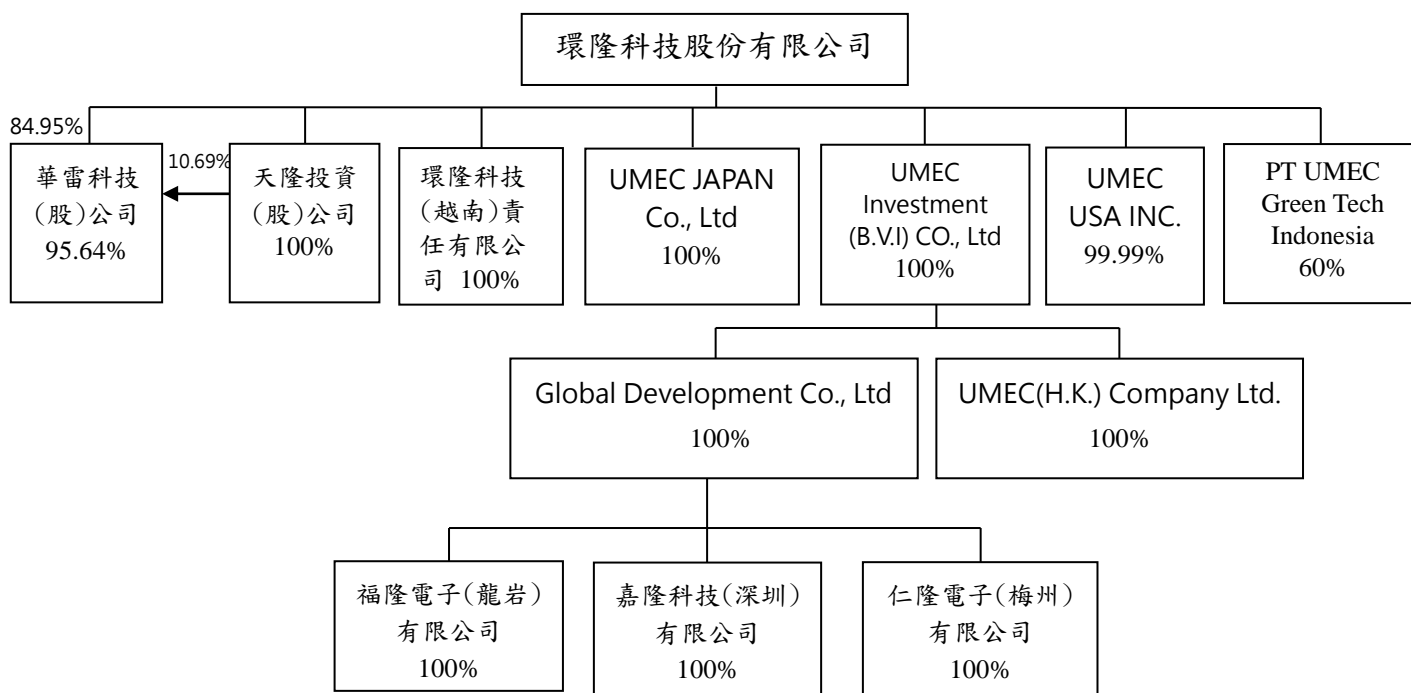 環隆科技股份有限公司
84.95%
華雷科技
(股)公司
95.64%
10.69%
天隆投資
(股)公司
100%
環隆科技
(越南)責
任有限公
司 100%
UMEC JAPAN
Co., Ltd
100%
UMEC
Investment
(B.V.I) CO., Ltd
100%
UMEC
USA INC.
99.99%
PT UMEC
Green Tech
Indonesia
60%
Global Development Co., Ltd
100%
UMEC(H.K.) Company Ltd.
100%
福隆電子(龍岩)
有限公司
100%
嘉隆科技(深圳)
有限公司
100%
仁隆電子(梅州)
有限公司
100%